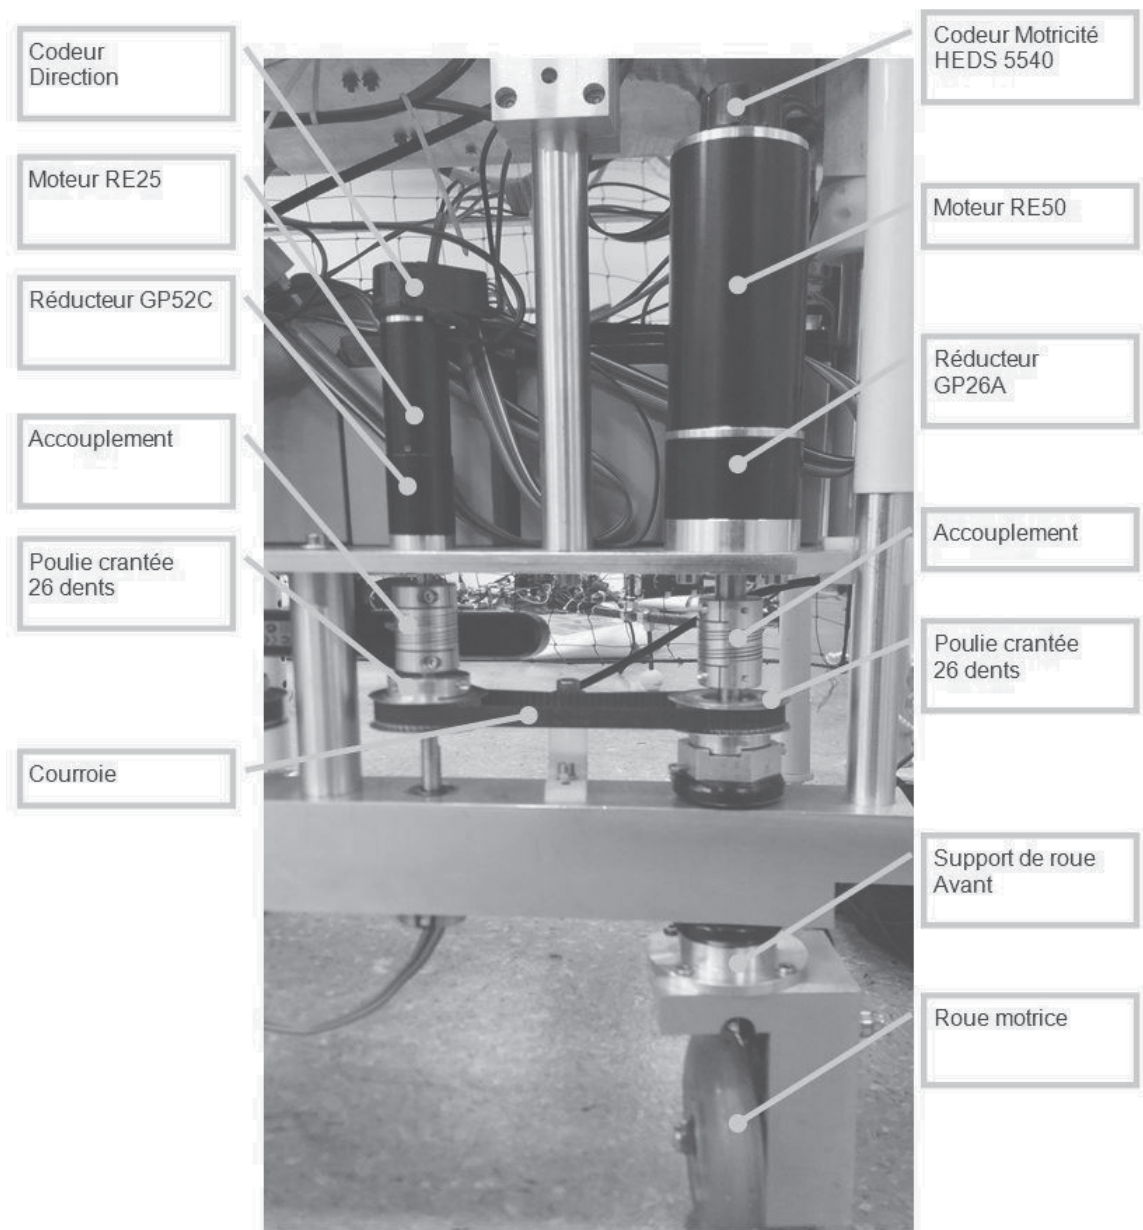 Codeur
Direction
Moteur RE25
Réducteur GP52C
Accouplement
Poulie crantée
26 dents
Courroie
Codeur Motricité
HEDS 5540
Moteur RE50
Réducteur
GP26A
Accouplement
Poulie crantée
26 dents
Support de roue
Avant
Roue motrice